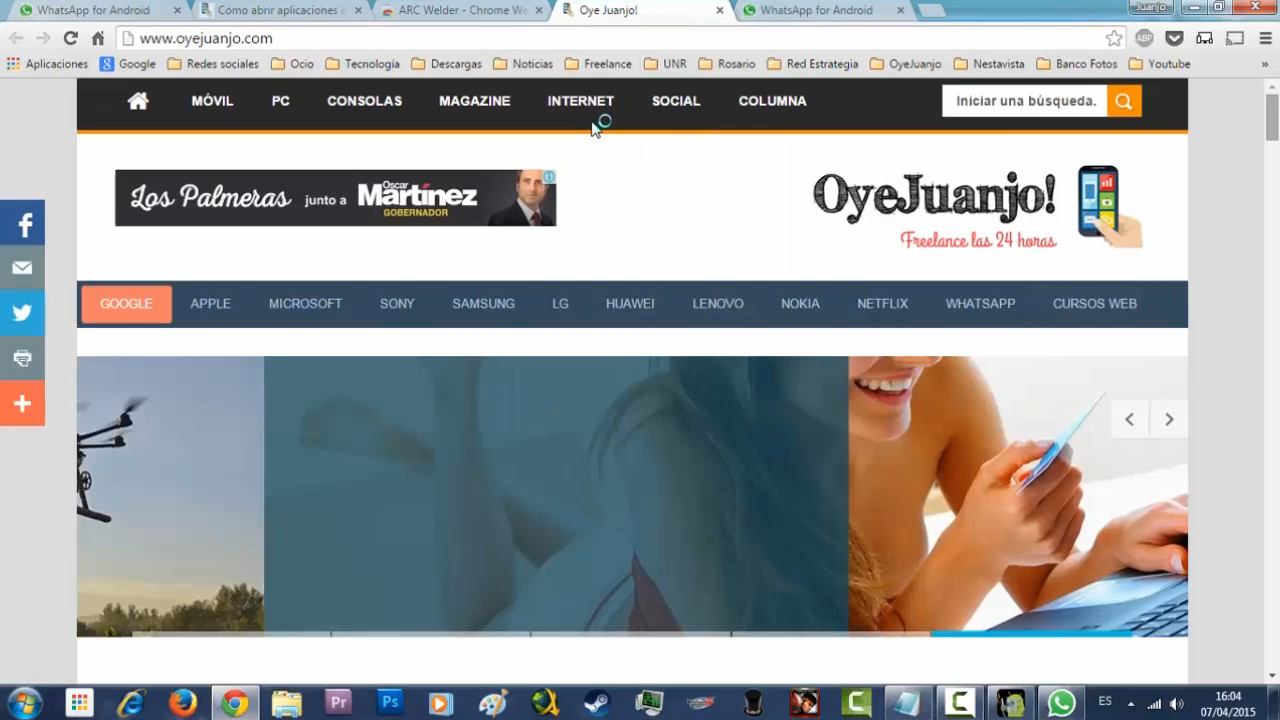 WhatsApp for Android
Cómo abrir aplicaciones d
ARC Welder - Chrome We
Oye Juanjo!
WhatsApp for Android
Juanjo
www.oyejuanjo.com
ABP
Aplicaciones
Google
Redes sociales
Ocio
Tecnología
Descargas
Noticias
Freelance
UNR
Rosario
Red Estrategia
OyeJuanjo
Nestavista
Banco Fotos
Youtube
»
MÓVIL
PC
CONSOLAS
MAGAZINE
INTERNET
SOCIAL
COLUMNA
Iniciar una búsqueda.
Los Palmeras junto a Oscar Martínez GOBERNADOR
OyeJuanjo!
Freelance las 24 horas
GOOGLE
APPLE
MICROSOFT
SONY
SAMSUNG
LG
HUAWEI
LENOVO
NOKIA
NETFLIX
WHATSAPP
CURSOS WEB
Pr
Ps
ES
16:04
07/04/2015